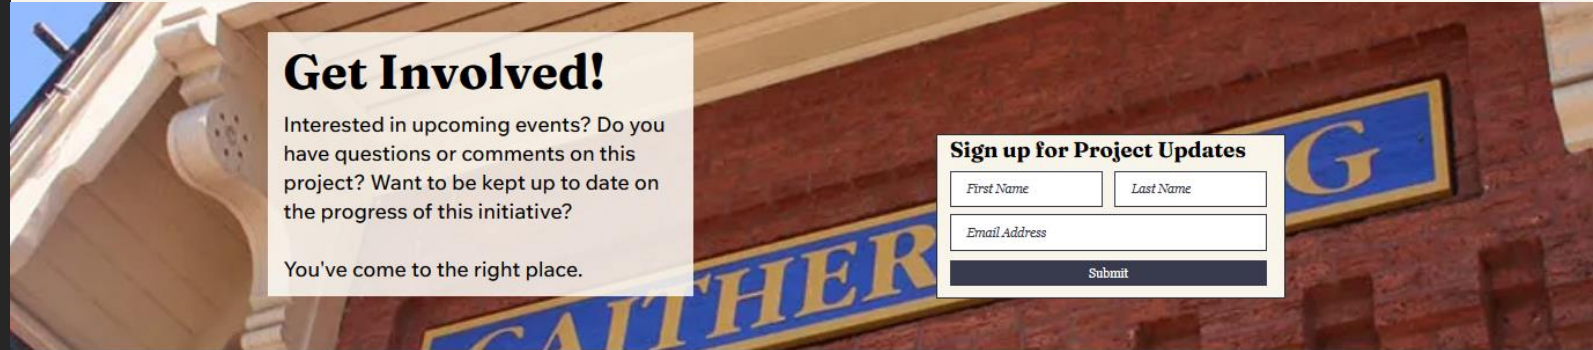 Get Involved!
Interested in upcoming events? Do you
have questions or comments on this
project? Want to be kept up to date on
the progress of this initiative?
You've come to the right place.
Sign up for Project Updates
First Name Last Name
Email Address
Submit
GAITHER G